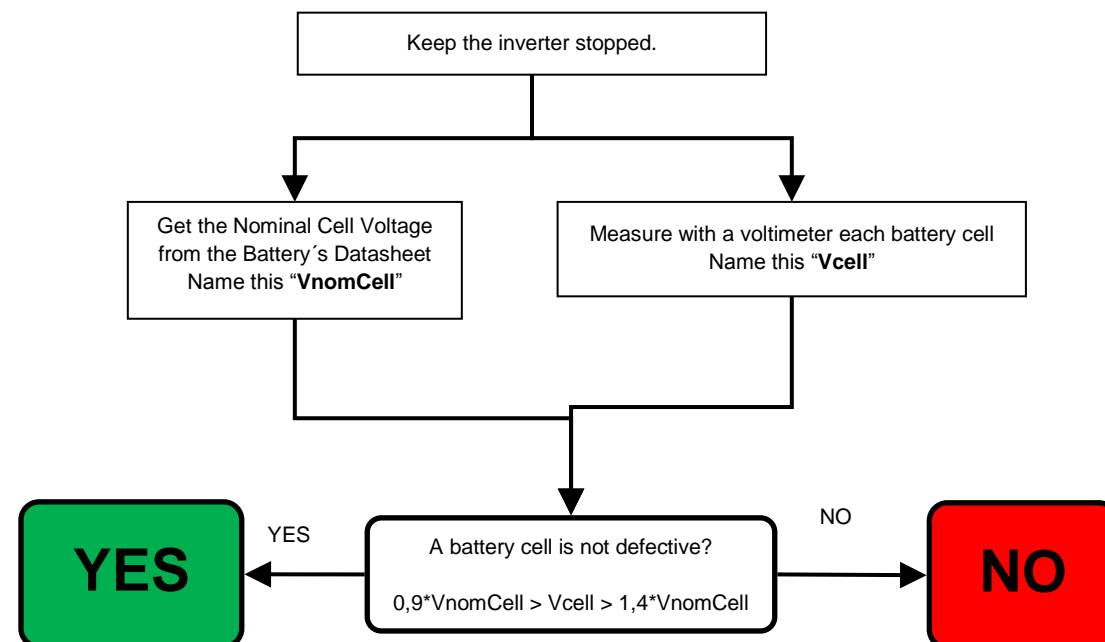 Keep the inverter stopped.
Get the Nominal Cell Voltage
from the Battery´s Datasheet
Name this “VnomCell”
Measure with a voltimeter each battery cell
Name this “Vcell”
YES
YES
A battery cell is not defective?
0,9*VnomCell > Vcell > 1,4*VnomCell
NO
NO